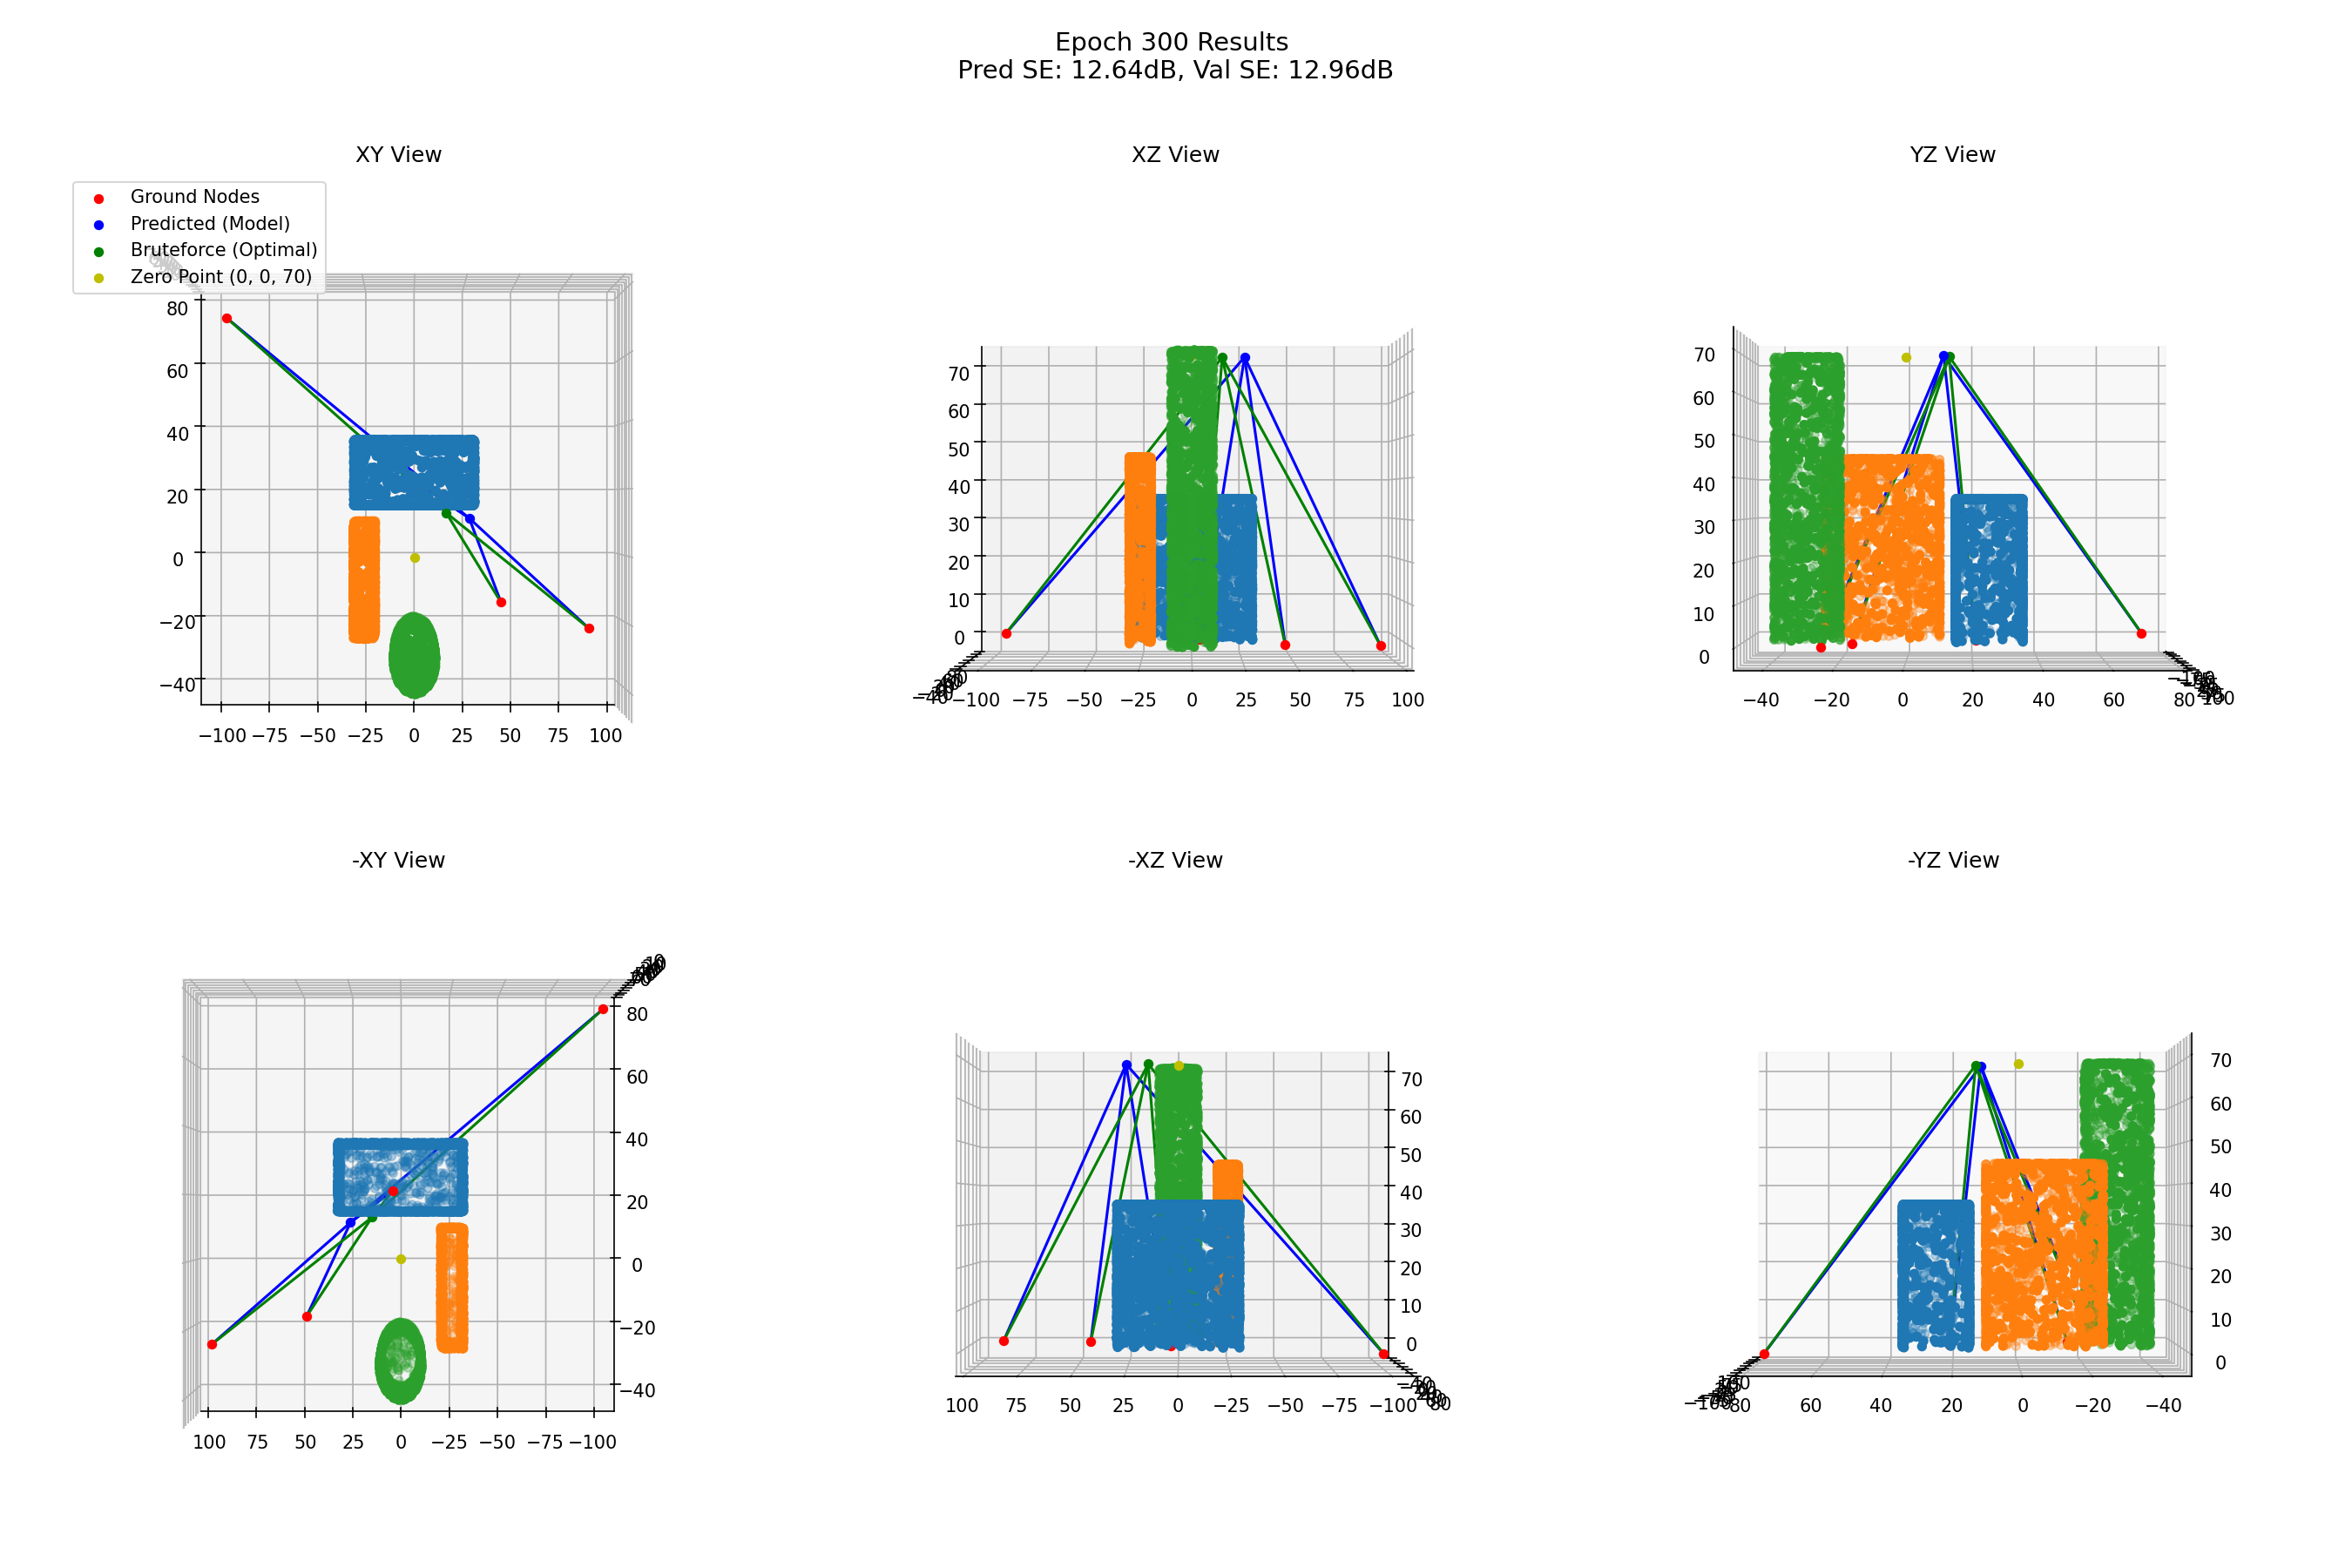 Epoch 300 Results
Pred SE: 12.64dB, Val SE: 12.96dB
XY View
Ground Nodes
Predicted (Model)
Bruteforce (Optimal)
Zero Point (0, 0, 70)
80
60
40
20
0
−20
−40
−100 −75 −50 −25 0 25 50 75 100
XZ View
70
60
50
40
30
20
10
0
−100 −75 −50 −25 0 25 50 75 100
YZ View
70
60
50
40
30
20
10
0
−40 −20 0 20 40 60 80
-XY View
80
60
40
20
0
−20
−40
100 75 50 25 0 −25 −50 −75 −100
-XZ View
70
60
50
40
30
20
10
0
100 75 50 25 0 −25 −50 −75 −100
-YZ View
70
60
50
40
30
20
10
0
80 60 40 20 0 −20 −40